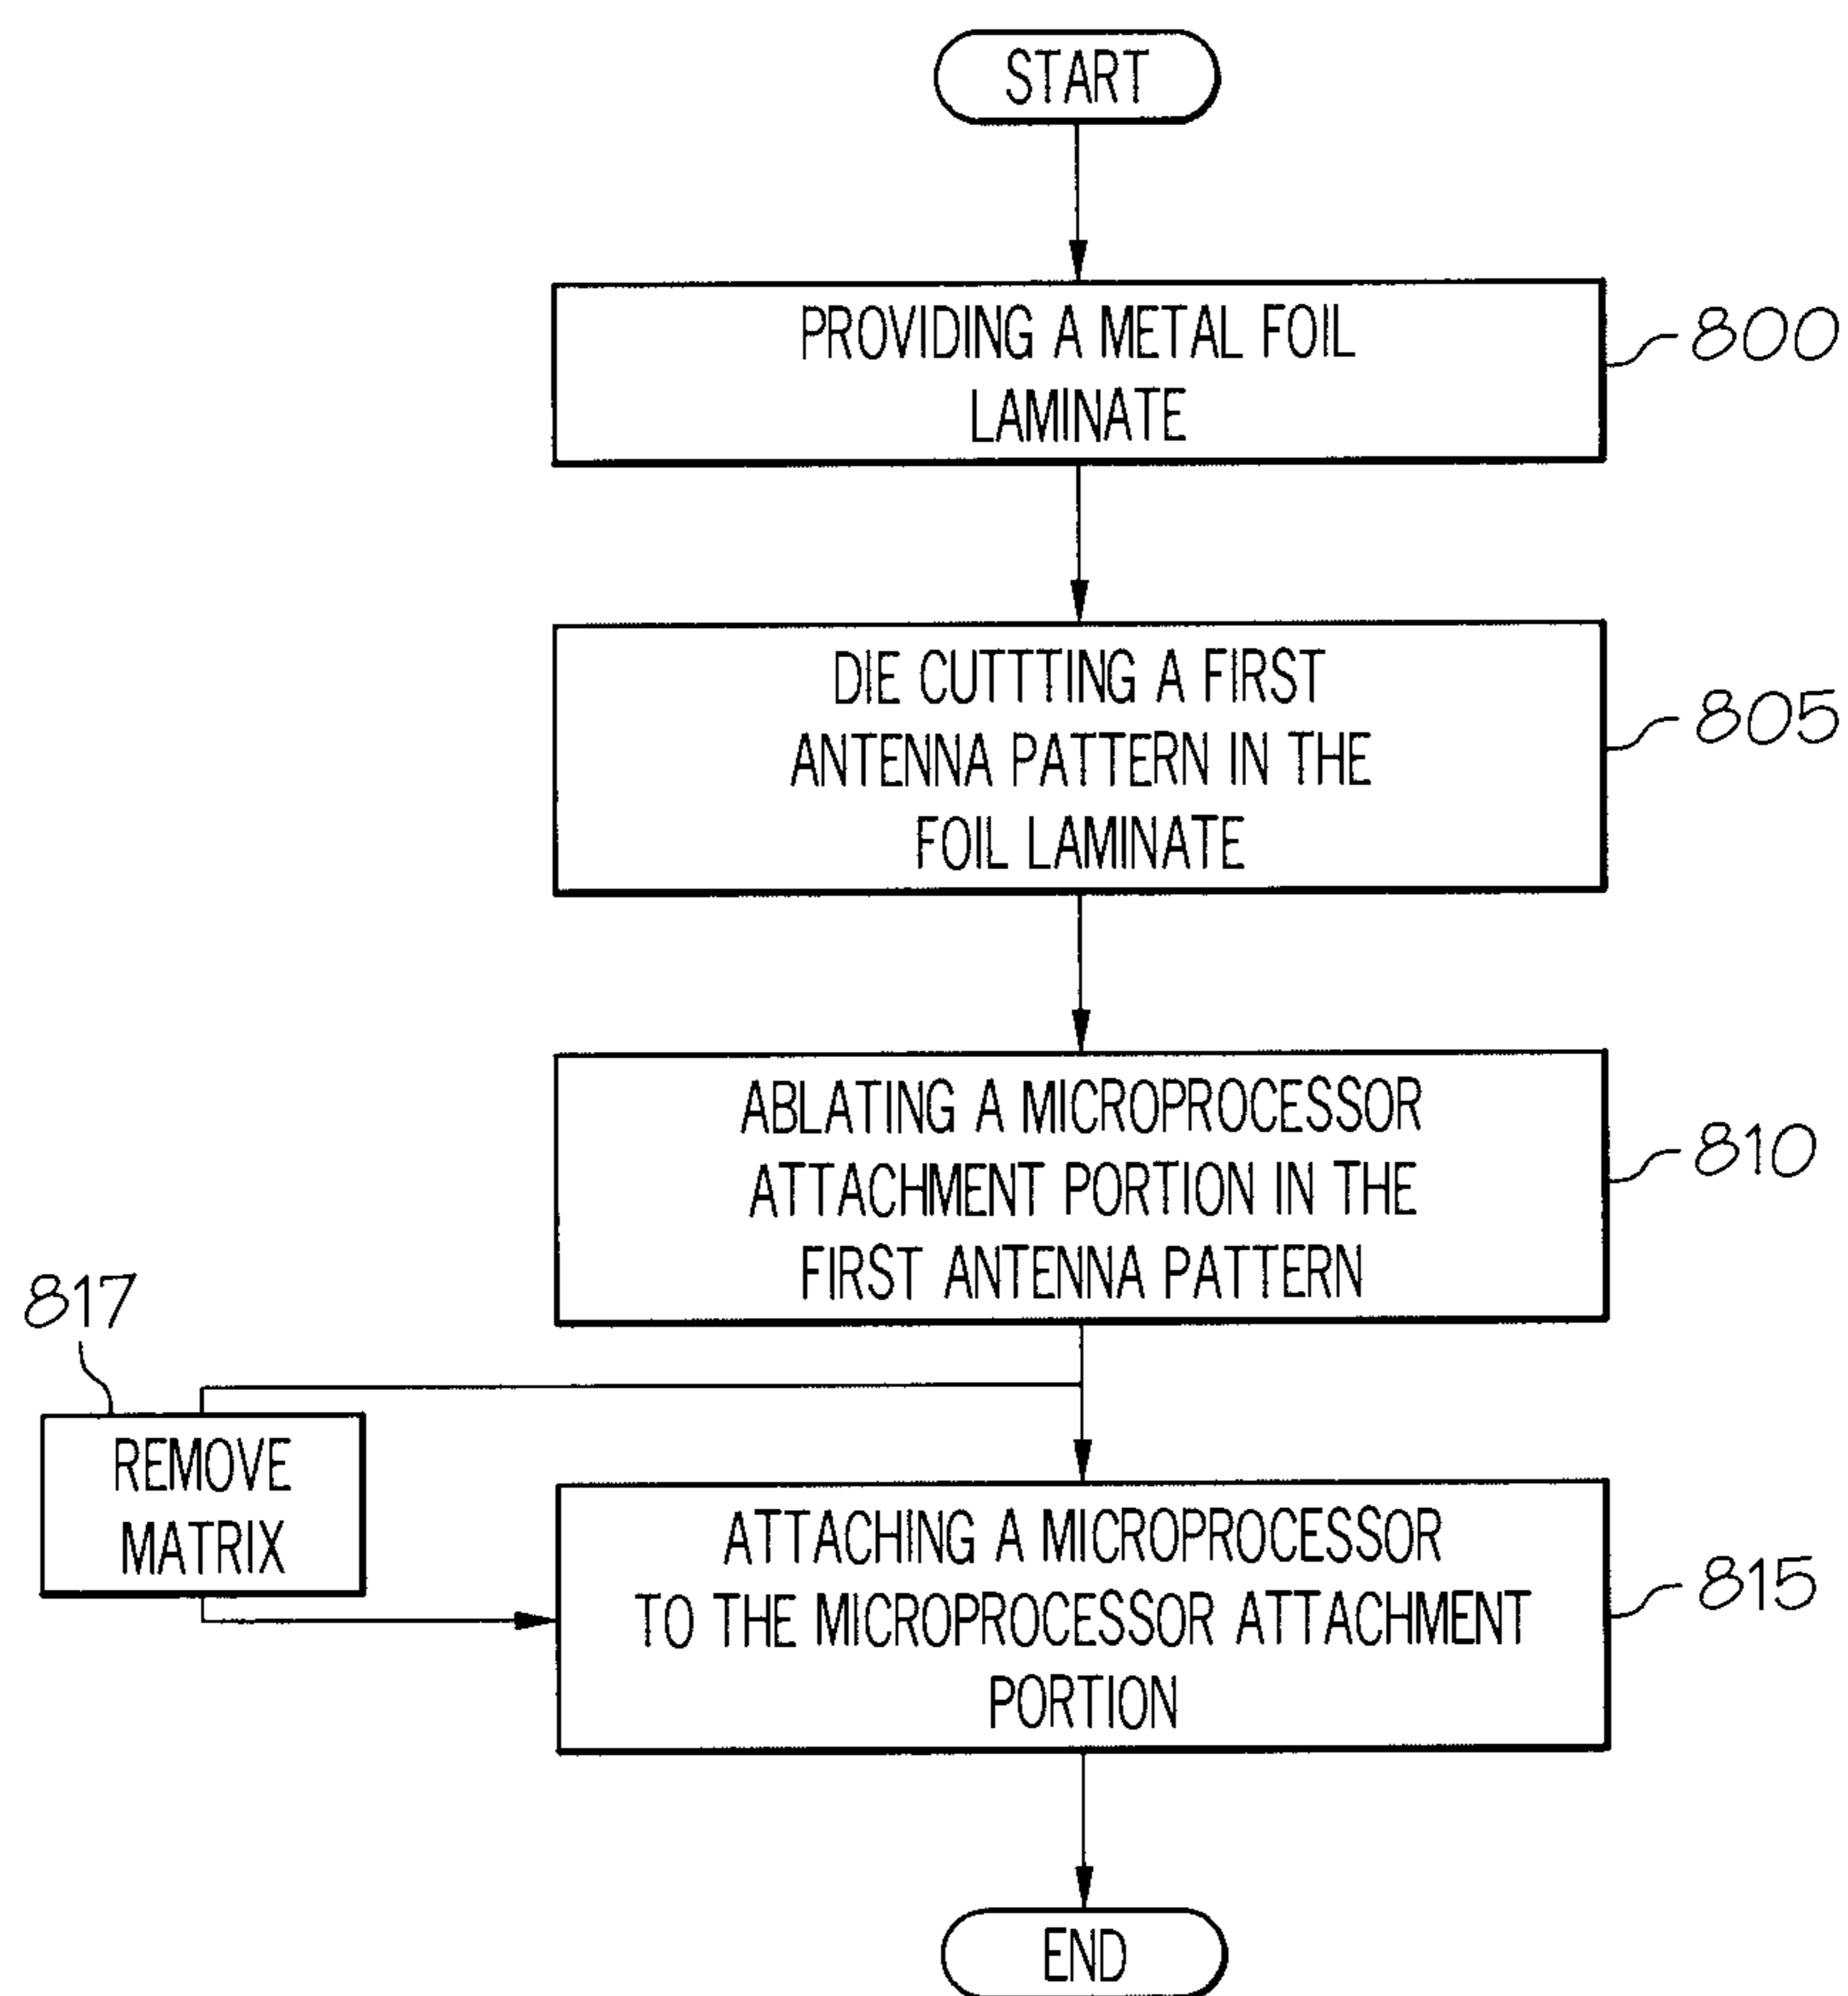 START
PROVIDING A METAL FOIL
LAMINATE
800
DIE CUTTTING A FIRST
ANTENNA PATTERN IN THE
FOIL LAMINATE
805
ABLATING A MICROPROCESSOR
ATTACHMENT PORTION IN THE
FIRST ANTENNA PATTERN
810
817
REMOVE
MATRIX
ATTACHING A MICROPROCESSOR
TO THE MICROPROCESSOR ATTACHMENT
PORTION
815
END